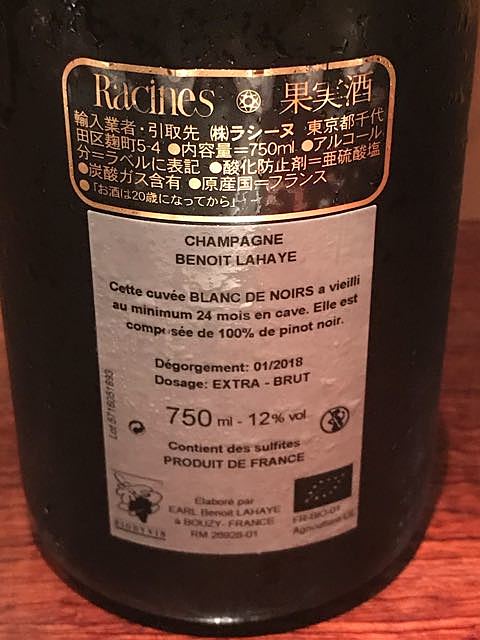 Racines 果実酒
輸入業者・引取先 ㈱ラシーヌ 東京都千代
田区麹町5-4 ●内容量=750ml ●アルコール
分=ラベルに表記 ●酸化防止剤=亜硫酸塩
●炭酸ガス含有 ●原産国=フランス
●「お酒は20歳になってから」
CHAMPAGNE
BENOIT LAHAYE
Cette cuvée BLANC DE NOIRS a vieilli
au minimum 24 mois en cave. Elle est
composée de 100% de pinot noir.
Dégorgement: 01/2018
Dosage: EXTRA - BRUT
750 ml - 12% vol
Contient des sulfites
PRODUIT DE FRANCE
Elaboré par
EARL Benoit LAHAYE
à BOUZY- FRANCE
RM 26928-01
BIODYVIN
FR-BIO-01
Agriculture UE